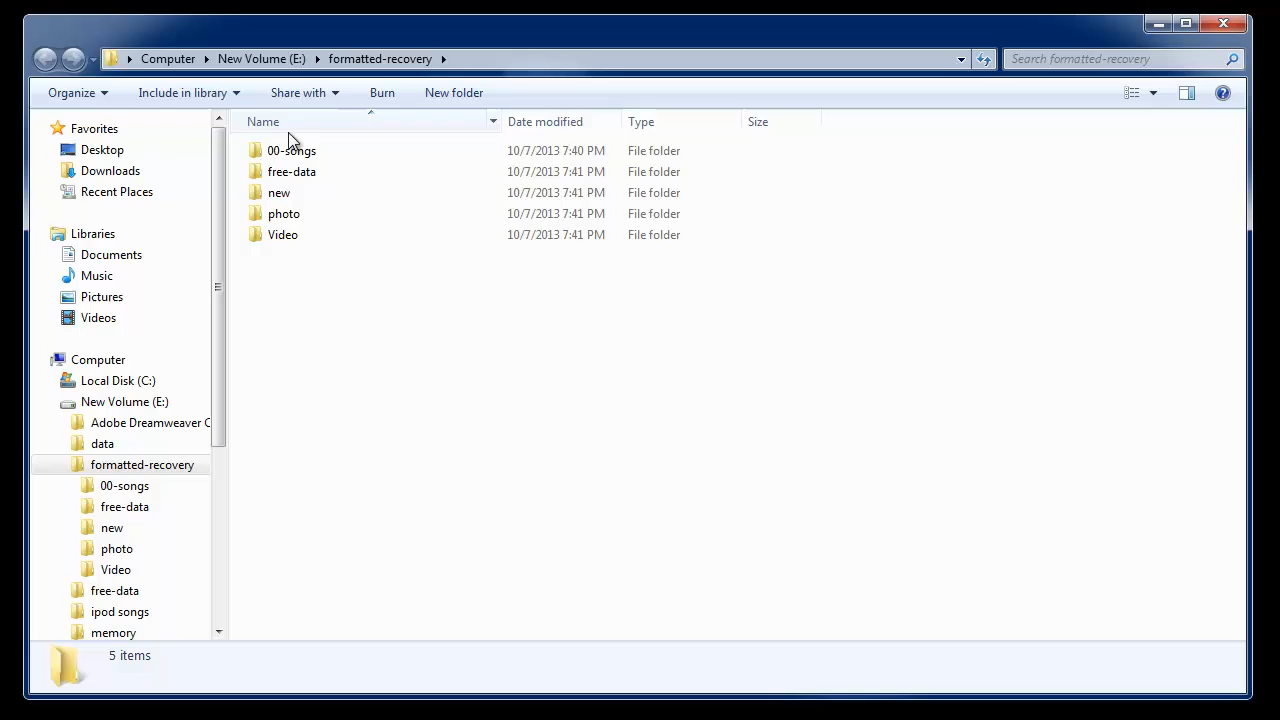 Computer New Volume (E:) formatted-recovery
Search formatted-recovery
Organize Include in library Share with Burn New folder
Name Date modified Type Size
00-songs 10/7/2013 7:40 PM File folder
free-data 10/7/2013 7:41 PM File folder
new 10/7/2013 7:41 PM File folder
photo 10/7/2013 7:41 PM File folder
Video 10/7/2013 7:41 PM File folder
Favorites
Desktop
Downloads
Recent Places
Libraries
Documents
Music
Pictures
Videos
Computer
Local Disk (C:)
New Volume (E:)
Adobe Dreamweaver C
data
formatted-recovery
00-songs
free-data
new
photo
Video
free-data
ipod songs
memory
5 items